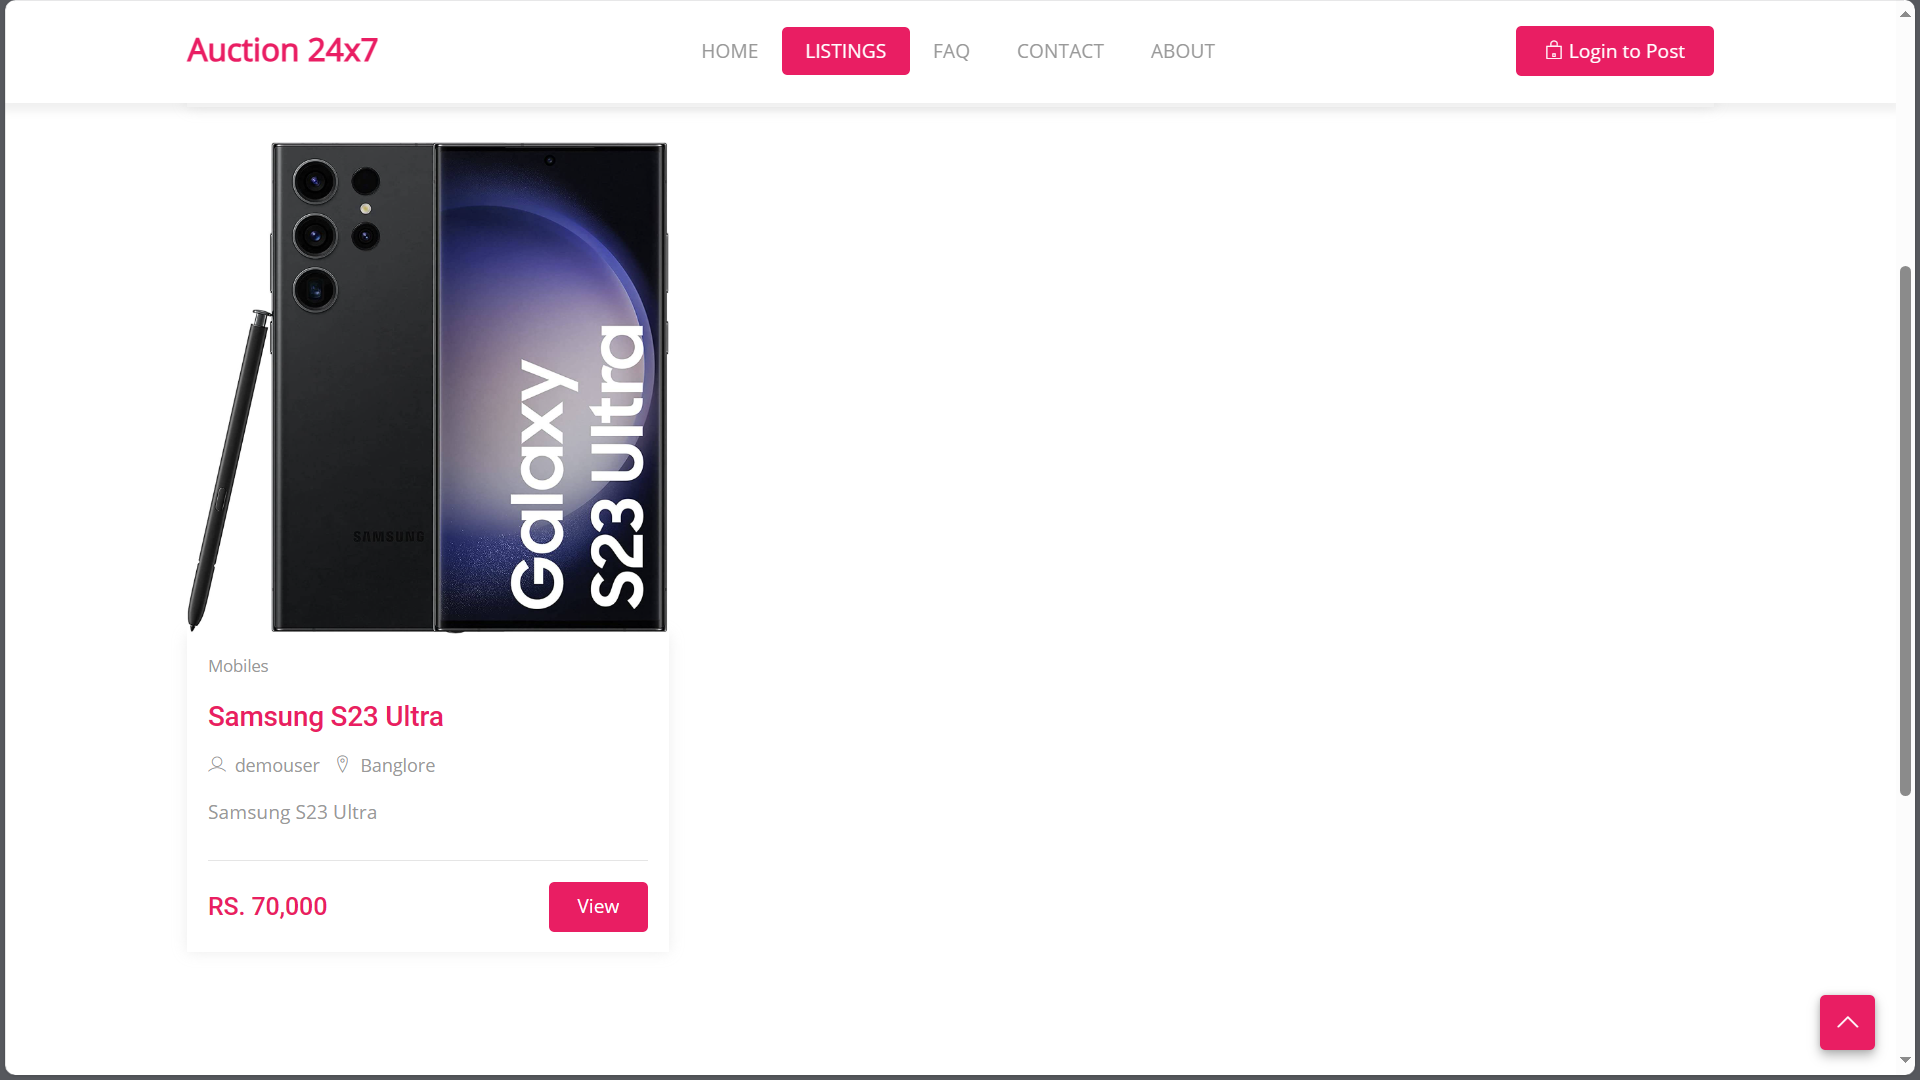 Auction 24x7
HOME
LISTINGS
FAQ
CONTACT
ABOUT
Login to Post
SAMSUNG
Galaxy
S23 Ultra
Mobiles
Samsung S23 Ultra
demouser
Banglore
Samsung S23 Ultra
RS. 70,000
View